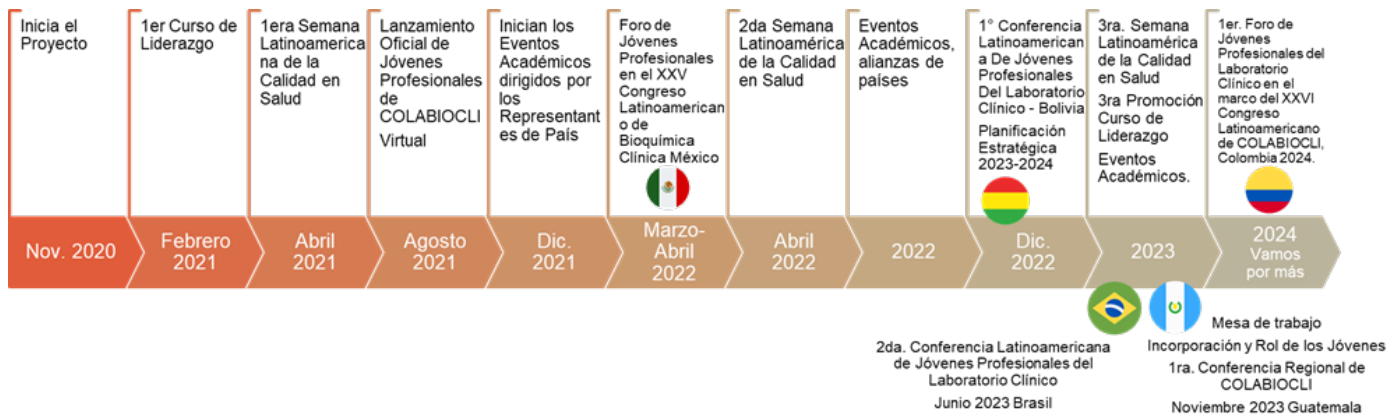 Inicia el
Proyecto
1er Curso de
Liderazgo
1era Semana
Latinoamerica
na de la
Calidad en
Salud
Lanzamiento
Oficial de
Jóvenes
Profesionales
de
COLABIOCLI
Virtual
Inician los
Eventos
Académicos
dirigidos por
los
Representant
es de País
Foro de
Jóvenes
Profesionales
en el XXV
Congreso
Latinoamerican
o de
Bioquímica
Clínica México
2da Semana
Latinoamérica
de la Calidad
en Salud
Eventos
Académicos,
alianzas de
países
1° Conferencia
Latinoamerican
a De Jóvenes
Profesionales
Del Laboratorio
Clínico - Bolivia
Planificación
Estratégica
2023-2024
3ra. Semana
Latinoamérica
de la Calidad
en Salud
3ra Promoción
Curso de
Liderazgo
Eventos
Académicos.
1er. Foro de
Jóvenes
Profesionales del
Laboratorio
Clínico en el
marco del XXVI
Congreso
Latinoamericano
de COLABIOCLI,
Colombia 2024.
Nov. 2020
Febrero
2021
Abril
2021
Agosto
2021
Dic.
2021
Marzo-
Abril
2022
Abril
2022
2022
Dic.
2022
2023
2024
Vamos
por más
2da. Conferencia Latinoamericana
de Jóvenes Profesionales del
Laboratorio Clínico
Junio 2023 Brasil
Mesa de trabajo
Incorporación y Rol de los Jóvenes
1ra. Conferencia Regional de
COLABIOCLI
Noviembre 2023 Guatemala